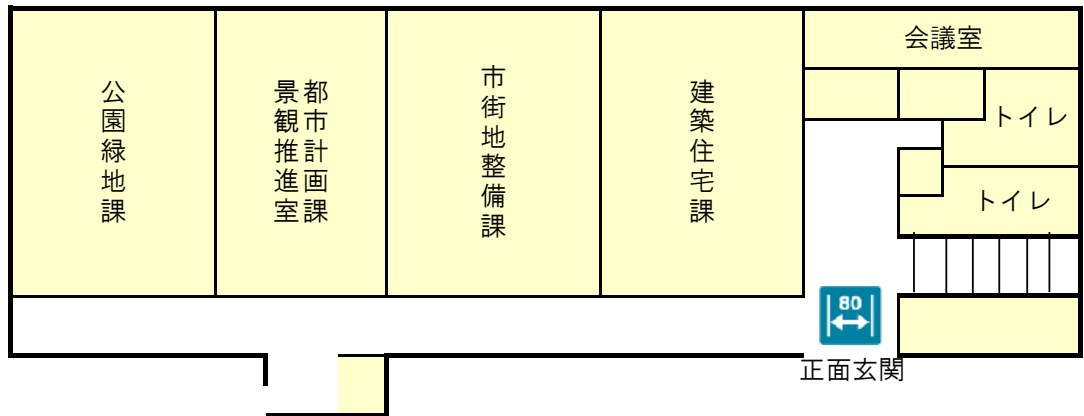 会議室
公園緑地課
都市計画課
景観推進室
市街地整備課
建築住宅課
トイレ
トイレ
80
正面玄関